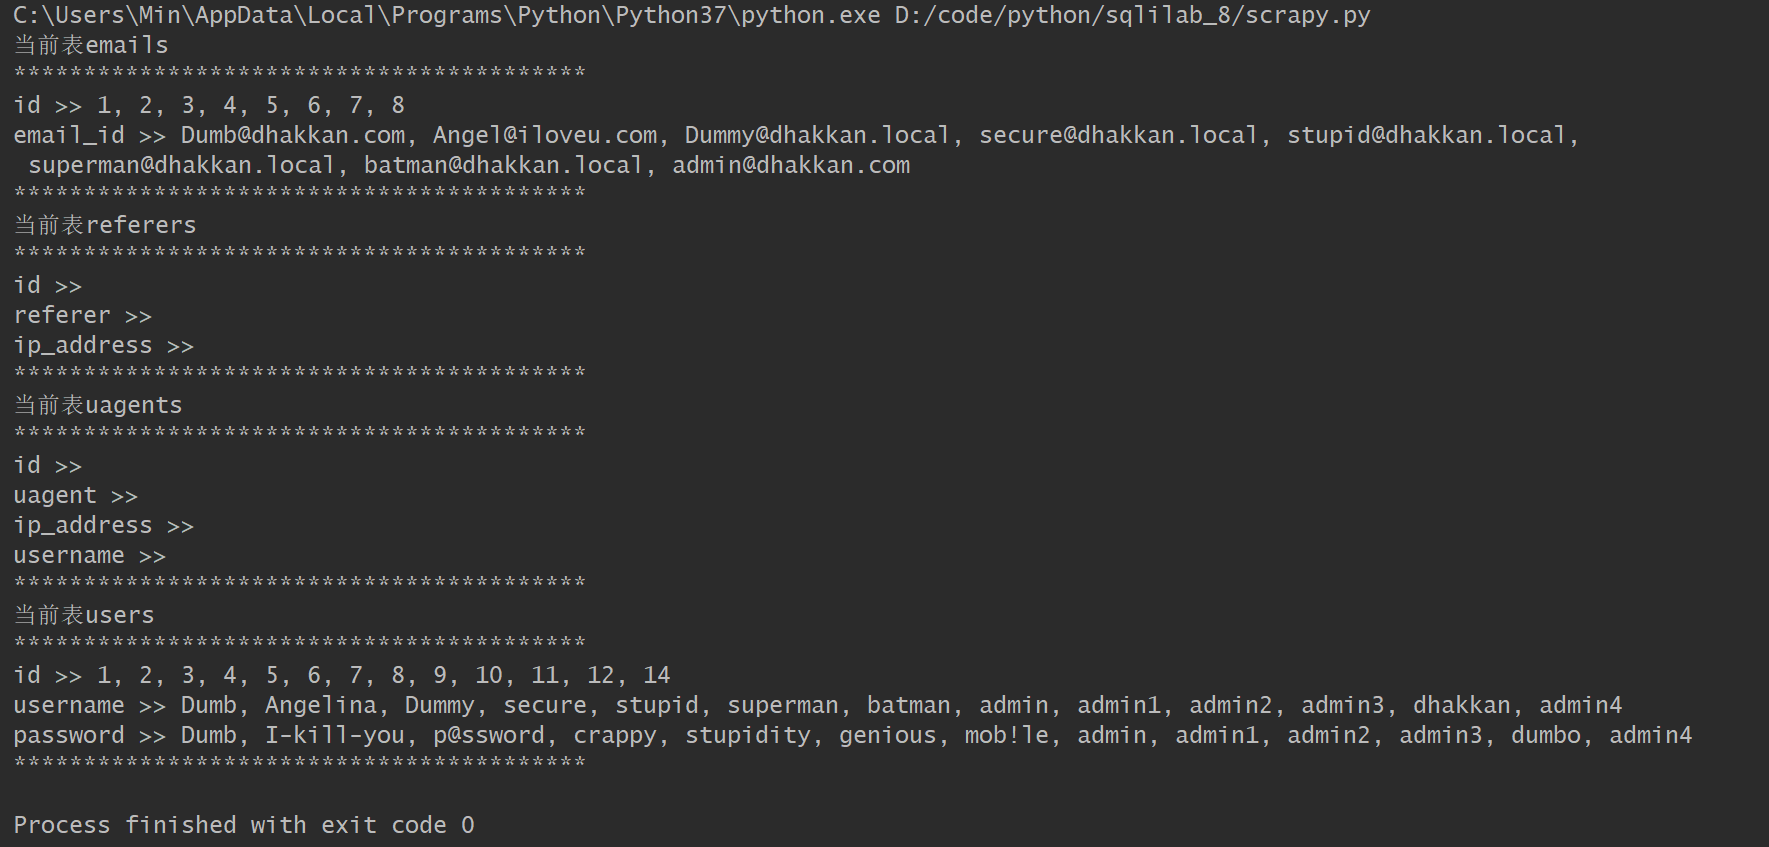 C:\Users\Min\AppData\Local\Programs\Python\Python37\python.exe D:/code/python/sqlilab_8/scrapy.py
当前表emails
*****************************************
id >> 1, 2, 3, 4, 5, 6, 7, 8
email_id >> Dumb@dhakkan.com, Angel@iloveu.com, Dummy@dhakkan.local, secure@dhakkan.local, stupid@dhakkan.local,
superman@dhakkan.local, batman@dhakkan.local, admin@dhakkan.com
*****************************************
当前表referers
*****************************************
id >>
referer >>
ip_address >>
*****************************************
当前表uagents
*****************************************
id >>
uagent >>
ip_address >>
username >>
*****************************************
当前表users
*****************************************
id >> 1, 2, 3, 4, 5, 6, 7, 8, 9, 10, 11, 12, 14
username >> Dumb, Angelina, Dummy, secure, stupid, superman, batman, admin, admin1, admin2, admin3, dhakkan, admin4
password >> Dumb, I-kill-you, p@ssword, crappy, stupidity, genious, mob!le, admin, admin1, admin2, admin3, dumbo, admin4
*****************************************
Process finished with exit code 0